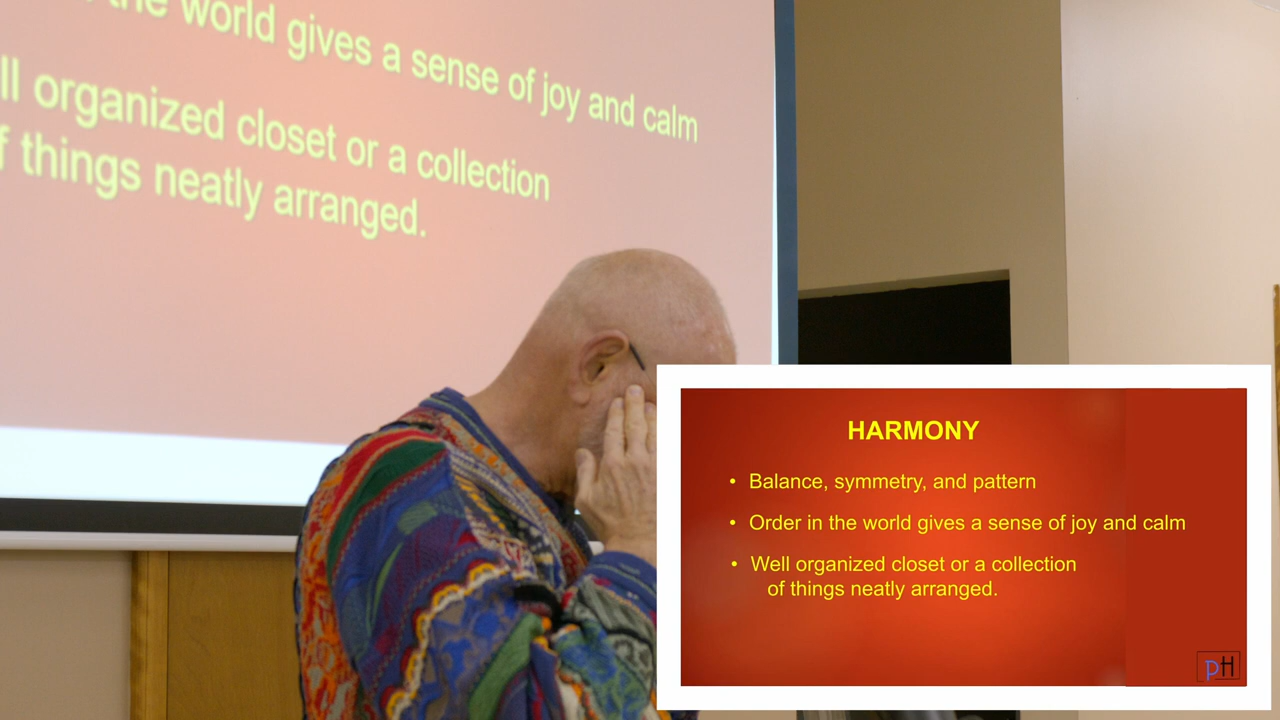 the world gives a sense of joy and calm
ll organized closet or a collection
f things neatly arranged.
HARMONY
• Balance, symmetry, and pattern
• Order in the world gives a sense of joy and calm
• Well organized closet or a collection
of things neatly arranged.
pH